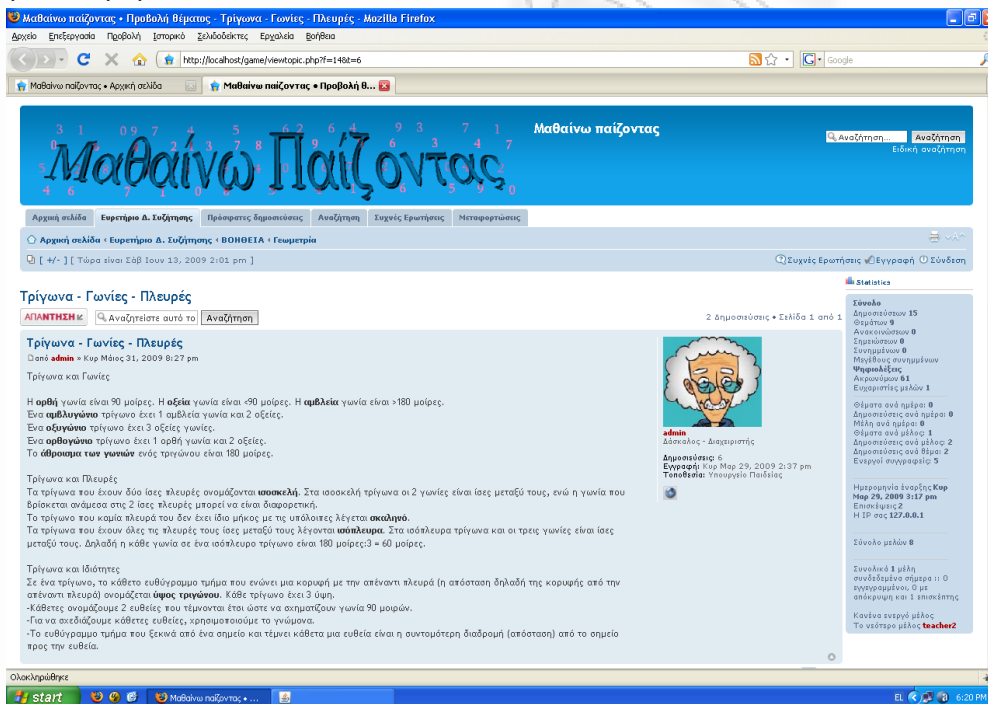 Μαθαίνω παίζοντας • Προβολή θέματος - Τρίγωνα - Γωνίες - Πλευρές - Mozilla Firefox
Αρχείο Επεξεργασία Προβολή Ιστορικό Σελιδοδείκτες Εργαλεία Βοήθεια
http://localhost/game/viewtopic.php?f=14&t=6
Google
Μαθαίνω παίζοντας • Αρχική σελίδα
Μαθαίνω παίζοντας • Προβολή θ...
Μαθαίνω Παίζοντας
Μαθαίνω παίζοντας
Αναζήτηση... Αναζήτηση
Ειδική αναζήτηση
Αρχική σελίδα Ευρετήριο Δ. Συζήτησης Πρόσφατες δημοσιεύσεις Αναζήτηση Συχνές Ερωτήσεις Μεταφορτώσεις
Αρχική σελίδα ‹ Ευρετήριο Δ. Συζήτησης ‹ ΒΟΗΘΕΙΑ ‹ Γεωμετρία
[ +/- ] [ Τώρα είναι Σάβ Ιουν 13, 2009 2:01 pm ]
Συχνές Ερωτήσεις Εγγραφή Σύνδεση
Τρίγωνα - Γωνίες - Πλευρές
ΑΠΑΝΤΗΣΗ Αναζητείστε αυτό το Αναζήτηση
2 Δημοσιεύσεις • Σελίδα 1 από 1
Τρίγωνα - Γωνίες - Πλευρές
από admin » Κυρ Μάιος 31, 2009 8:27 pm
Τρίγωνα και Γωνίες
Η ορθή γωνία είναι 90 μοίρες. Η οξεία γωνία είναι <90 μοίρες. Η αμβλεία γωνία είναι >180 μοίρες.
Ένα αμβλυγώνιο τρίγωνο έχει 1 αμβλεία γωνία και 2 οξείες.
Ένα οξυγώνιο τρίγωνο έχει 3 οξείες γωνίες.
Ένα ορθογώνιο τρίγωνο έχει 1 ορθή γωνία και 2 οξείες.
Το άθροισμα των γωνιών ενός τριγώνου είναι 180 μοίρες.
Τρίγωνα και Πλευρές
Τα τρίγωνα που έχουν δύο ίσες πλευρές ονομάζονται ισοσκελή. Στα ισοσκελή τρίγωνα οι 2 γωνίες είναι ίσες μεταξύ τους, ενώ η γωνία που
βρίσκεται ανάμεσα στις 2 ίσες πλευρές μπορεί να είναι διαφορετική.
Το τρίγωνο που καμία πλευρά του δεν έχει ίδιο μήκος με τις υπόλοιπες λέγεται σκαληνό.
Τα τρίγωνα που έχουν όλες τις πλευρές τους ίσες μεταξύ τους λέγονται ισόπλευρα. Στα ισόπλευρα τρίγωνα και οι τρεις γωνίες είναι ίσες
μεταξύ τους. Δηλαδή η κάθε γωνία σε ένα ισόπλευρο τρίγωνο είναι 180 μοίρες:3 = 60 μοίρες.
Τρίγωνα και Ιδιότητες
Σε ένα τρίγωνο, το κάθετο ευθύγραμμο τμήμα που ενώνει μια κορυφή με την απέναντι πλευρά (η απόσταση δηλαδή της κορυφής από την
απέναντι πλευρά) ονομάζεται ύψος τριγώνου. Κάθε τρίγωνο έχει 3 ύψη.
-Κάθετες ονομάζουμε 2 ευθείες που τέμνονται έτσι ώστε να σχηματίζουν γωνία 90 μοιρών.
-Για να σχεδιάζουμε κάθετες ευθείες, χρησιμοποιούμε το γνώμονα.
-Το ευθύγραμμο τμήμα που ξεκινά από ένα σημείο και τέμνει κάθετα μια ευθεία είναι η συντομότερη διαδρομή (απόσταση) από το σημείο
προς την ευθεία.
admin
Δάσκαλος - Διαχειριστής
Δημοσιεύσεις: 6
Εγγραφή: Κυρ Μαρ 29, 2009 2:37 pm
Τοποθεσία: Υπουργείο Παιδείας
Statistics
Σύνολο
Δημοσιεύσεων 15
Θεμάτων 9
Ανακοινώσεων 0
Σημειώσεων 0
Συνημμένων 0
Μεγέθους συνημμένων
Ψηφιολέξεις
Ακρωνύμων 61
Ευχαριστίες μελών 1
Θέματα ανά ημέρα: 0
Δημοσιεύσεις ανά ημέρα: 0
Μέλη ανά ημέρα: 0
Θέματα ανά μέλος: 1
Δημοσιεύσεις ανά μέλος: 2
Δημοσιεύσεις ανά θέμα: 2
Ενεργοί συγγραφείς: 5
Ημερομηνία έναρξης Κυρ
Μαρ 29, 2009 3:17 pm
Επισκέψεις 2
Η IP σας 127.0.0.1
Σύνολο μελών 8
Συνολικά 1 μέλη
συνδεδεμένα σήμερα :: 0
εγγεγραμμένοι, 0 με
απόκρυψη και 1 επισκέπτης
Κανένα ενεργό μέλος
Το νεότερο μέλος teacher2
Ολοκληρώθηκε
start Μαθαίνω παίζοντας • ... EL 6:20 PM